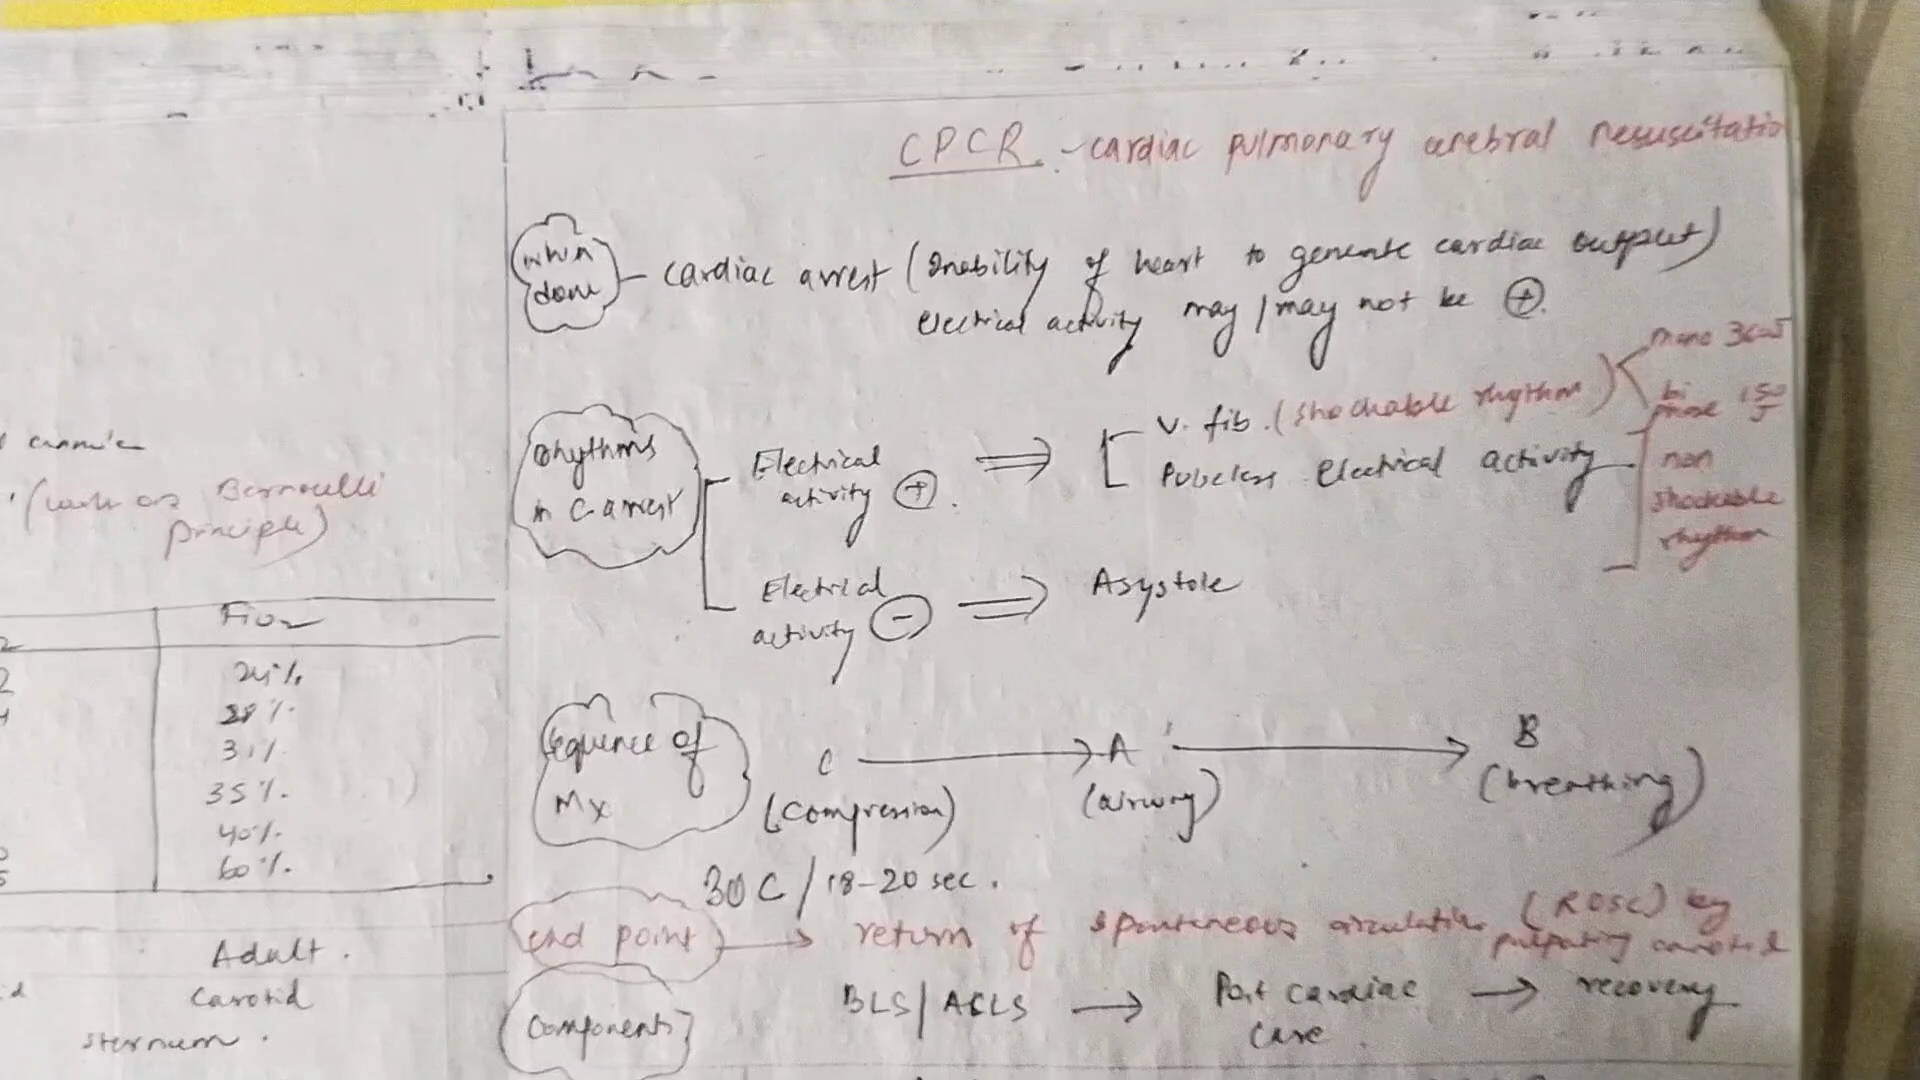 CPCR - cardiac pulmonary cerebral resuscitatio
when done - cardiac arrest (Inability of heart to generate cardiac output)
electrical activity may / may not be ⊕.
Rhythms in C arrest
Electrical activity ⊕. ⇒ V. fib. (shockable rhythm) mono 360J
bi phase 150 J
Pulseless electrical activity
non shockable rhythm
Electrical activity ⊖ ⇒ Asystole
Sequence of Mx
C → A → B
(compression) (airway) (breathing)
30 C / 18-20 sec.
end point → return of spontaneous circulation (ROSC) by palpating carotid
Components BLS / ACLS → Post cardiac care → recovery
(work on Bernoulli
principle)
24%
28%
31%
35%.
40%.
60%.
Adult.
Carotid
sternum.